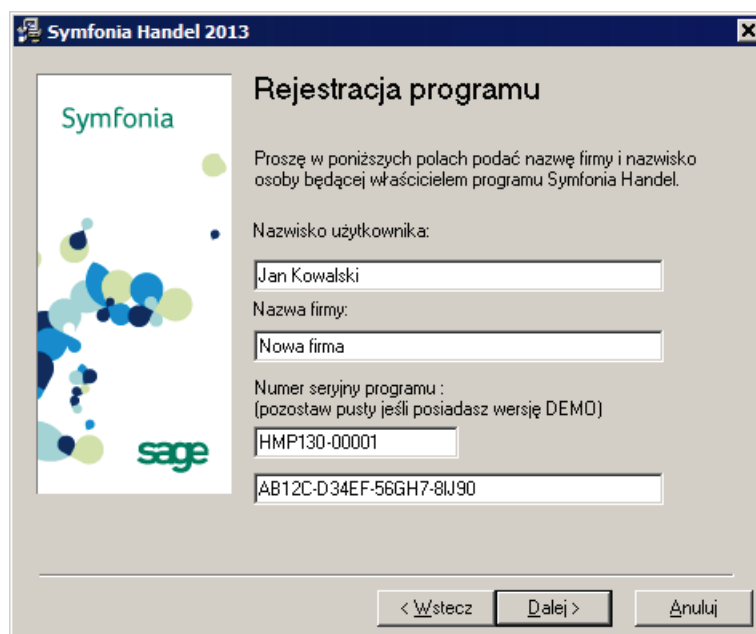 Symfonia Handel 2013
Symfonia
sage
Rejestracja programu
Proszę w poniższych polach podać nazwę firmy i nazwisko
osoby będącej właścicielem programu Symfonia Handel.
Nazwisko użytkownika:
Jan Kowalski
Nazwa firmy:
Nowa firma
Numer seryjny programu :
(pozostaw pusty jeśli posiadasz wersję DEMO)
HMP130-00001
AB12C-D34EF-56GH7-8IJ90
< Wstecz
Dalej >
Anuluj